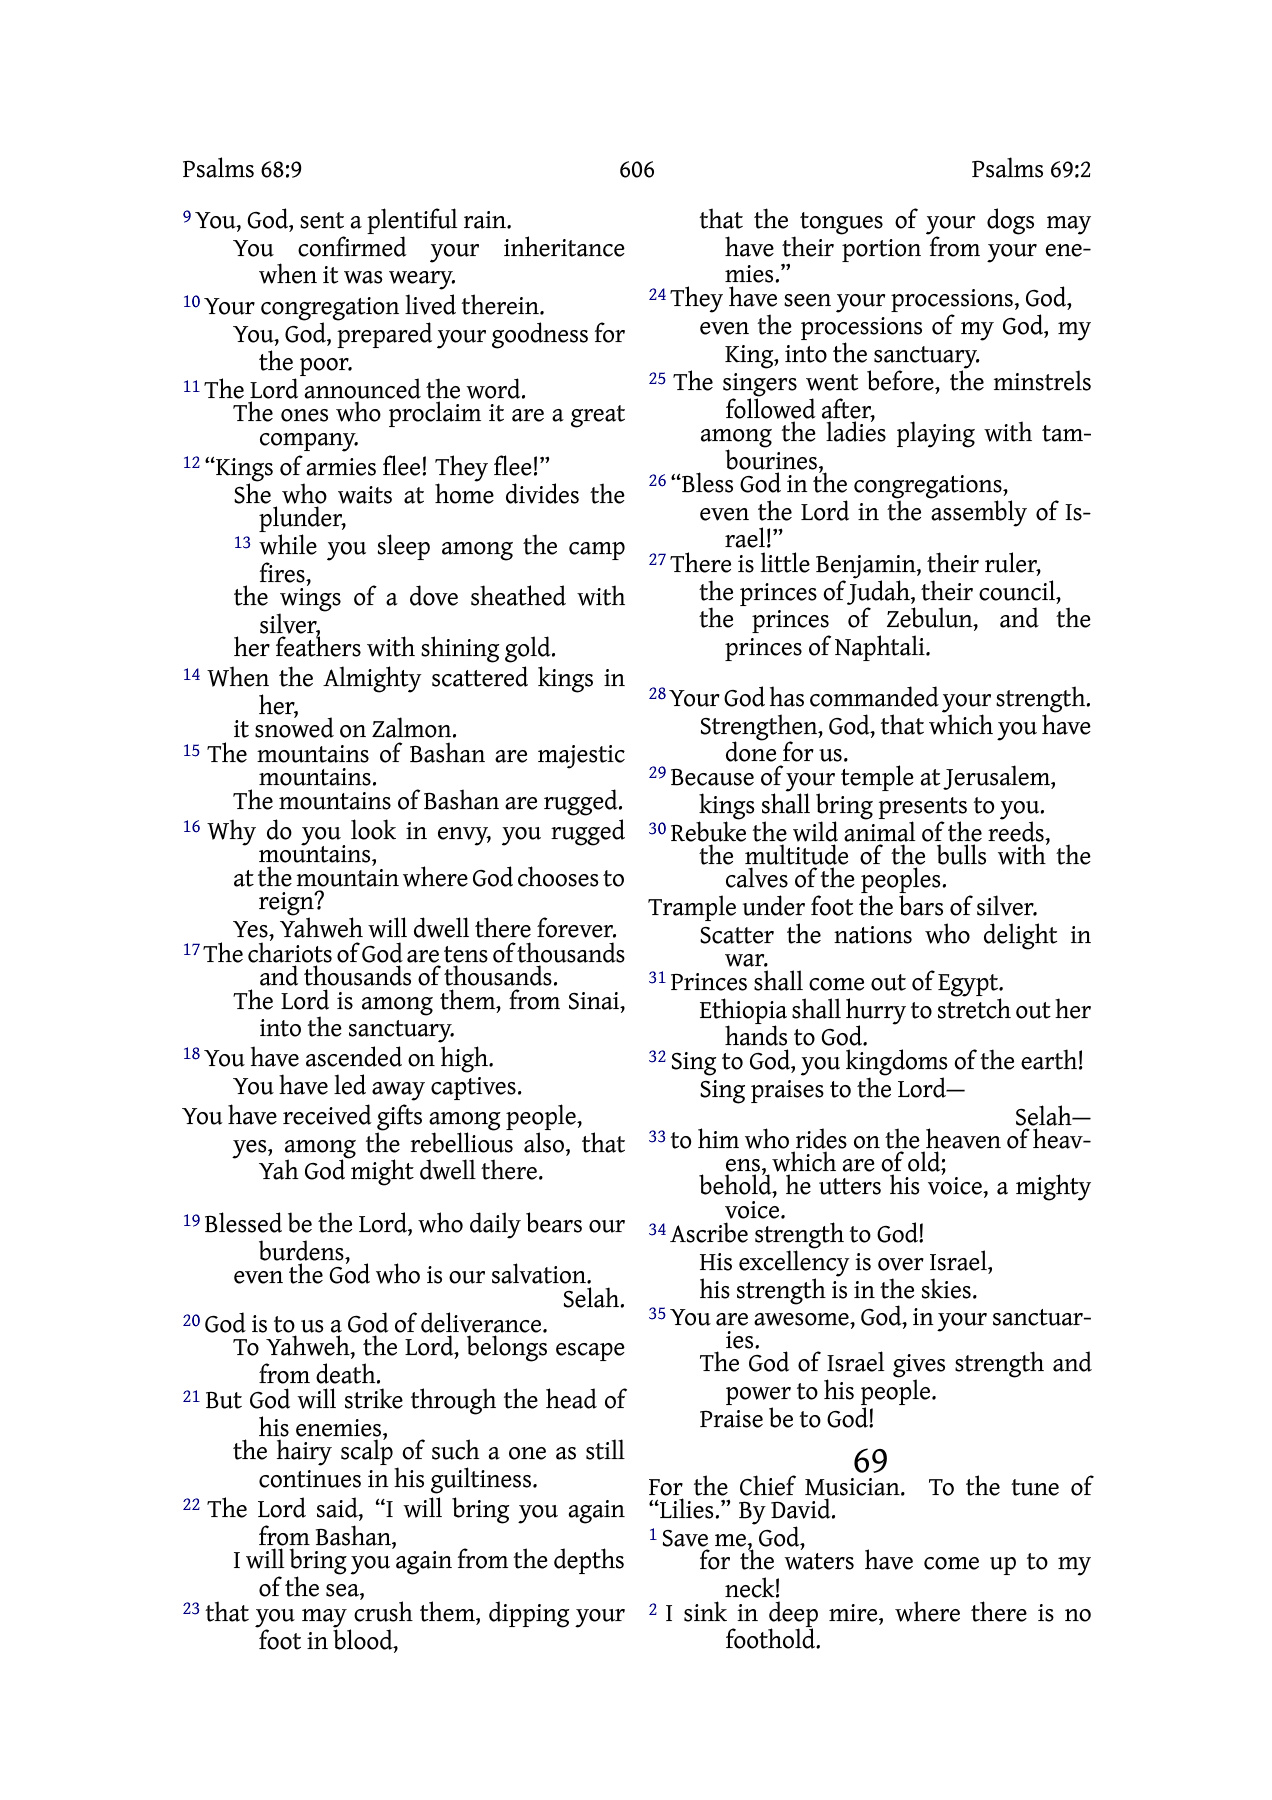 Psalms 68:9 606 Psalms 69:2
9 You, God, sent a plentiful rain.
You confirmed your inheritance
when it was weary.
10 Your congregation lived therein.
You, God, prepared your goodness for
the poor.
11 The Lord announced the word.
The ones who proclaim it are a great
company.
12 “Kings of armies flee! They flee!”
She who waits at home divides the
plunder,
13 while you sleep among the camp
fires,
the wings of a dove sheathed with
silver,
her feathers with shining gold.
14 When the Almighty scattered kings in
her,
it snowed on Zalmon.
15 The mountains of Bashan are majestic
mountains.
The mountains of Bashan are rugged.
16 Why do you look in envy, you rugged
mountains,
at the mountain where God chooses to
reign?
Yes, Yahweh will dwell there forever.
17 The chariots of God are tens of thousands
and thousands of thousands.
The Lord is among them, from Sinai,
into the sanctuary.
18 You have ascended on high.
You have led away captives.
You have received gifts among people,
yes, among the rebellious also, that
Yah God might dwell there.
19 Blessed be the Lord, who daily bears our
burdens,
even the God who is our salvation.
Selah.
20 God is to us a God of deliverance.
To Yahweh, the Lord, belongs escape
from death.
21 But God will strike through the head of
his enemies,
the hairy scalp of such a one as still
continues in his guiltiness.
22 The Lord said, “I will bring you again
from Bashan,
I will bring you again from the depths
of the sea,
23 that you may crush them, dipping your
foot in blood,
that the tongues of your dogs may
have their portion from your ene-
mies.”
24 They have seen your processions, God,
even the processions of my God, my
King, into the sanctuary.
25 The singers went before, the minstrels
followed after,
among the ladies playing with tam-
bourines,
26 “Bless God in the congregations,
even the Lord in the assembly of Is-
rael!”
27 There is little Benjamin, their ruler,
the princes of Judah, their council,
the princes of Zebulun, and the
princes of Naphtali.
28 Your God has commanded your strength.
Strengthen, God, that which you have
done for us.
29 Because of your temple at Jerusalem,
kings shall bring presents to you.
30 Rebuke the wild animal of the reeds,
the multitude of the bulls with the
calves of the peoples.
Trample under foot the bars of silver.
Scatter the nations who delight in
war.
31 Princes shall come out of Egypt.
Ethiopia shall hurry to stretch out her
hands to God.
32 Sing to God, you kingdoms of the earth!
Sing praises to the Lord—
Selah—
33 to him who rides on the heaven of heav-
ens, which are of old;
behold, he utters his voice, a mighty
voice.
34 Ascribe strength to God!
His excellency is over Israel,
his strength is in the skies.
35 You are awesome, God, in your sanctuar-
ies.
The God of Israel gives strength and
power to his people.
Praise be to God!
69
For the Chief Musician. To the tune of
“Lilies.” By David.
1 Save me, God,
for the waters have come up to my
neck!
2 I sink in deep mire, where there is no
foothold.